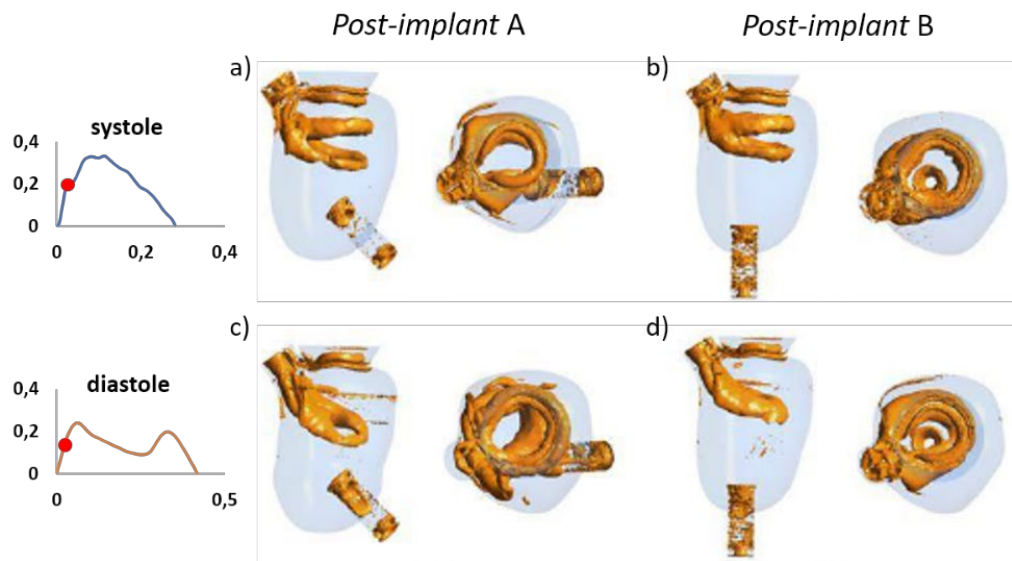 Post-implant A
Post-implant B
a)
b)
systole
0,4
0,2
0
0
0,2
0,4
c)
d)
diastole
0,4
0,2
0
0
0,5